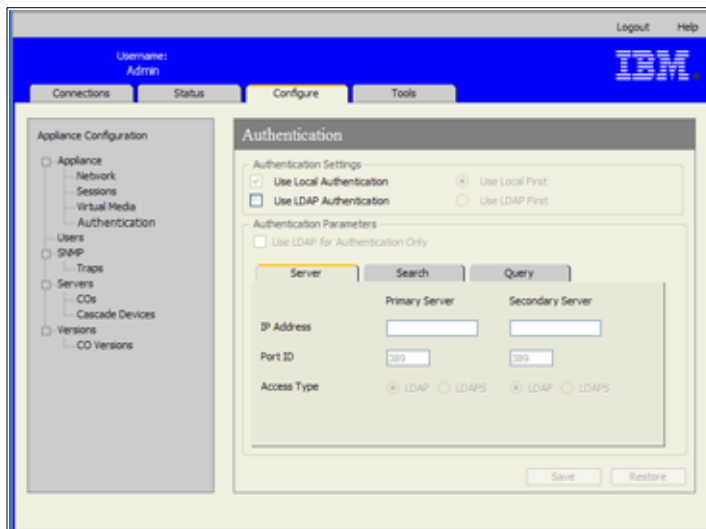 Logout Help
Username:
Admin
IBM.
Connections Status Configure Tools
Appliance Configuration
Appliance
Network
Sessions
Virtual Media
Authentication
Users
SNMP
Traps
Servers
COs
Cascade Devices
Versions
CO Versions
Authentication
Authentication Settings
Use Local Authentication Use Local First
Use LDAP Authentication Use LDAP First
Authentication Parameters
Use LDAP for Authentication Only
Server Search Query
Primary Server Secondary Server
IP Address
Port ID 389 389
Access Type LDAP LDAPS LDAP LDAPS
Save Restore